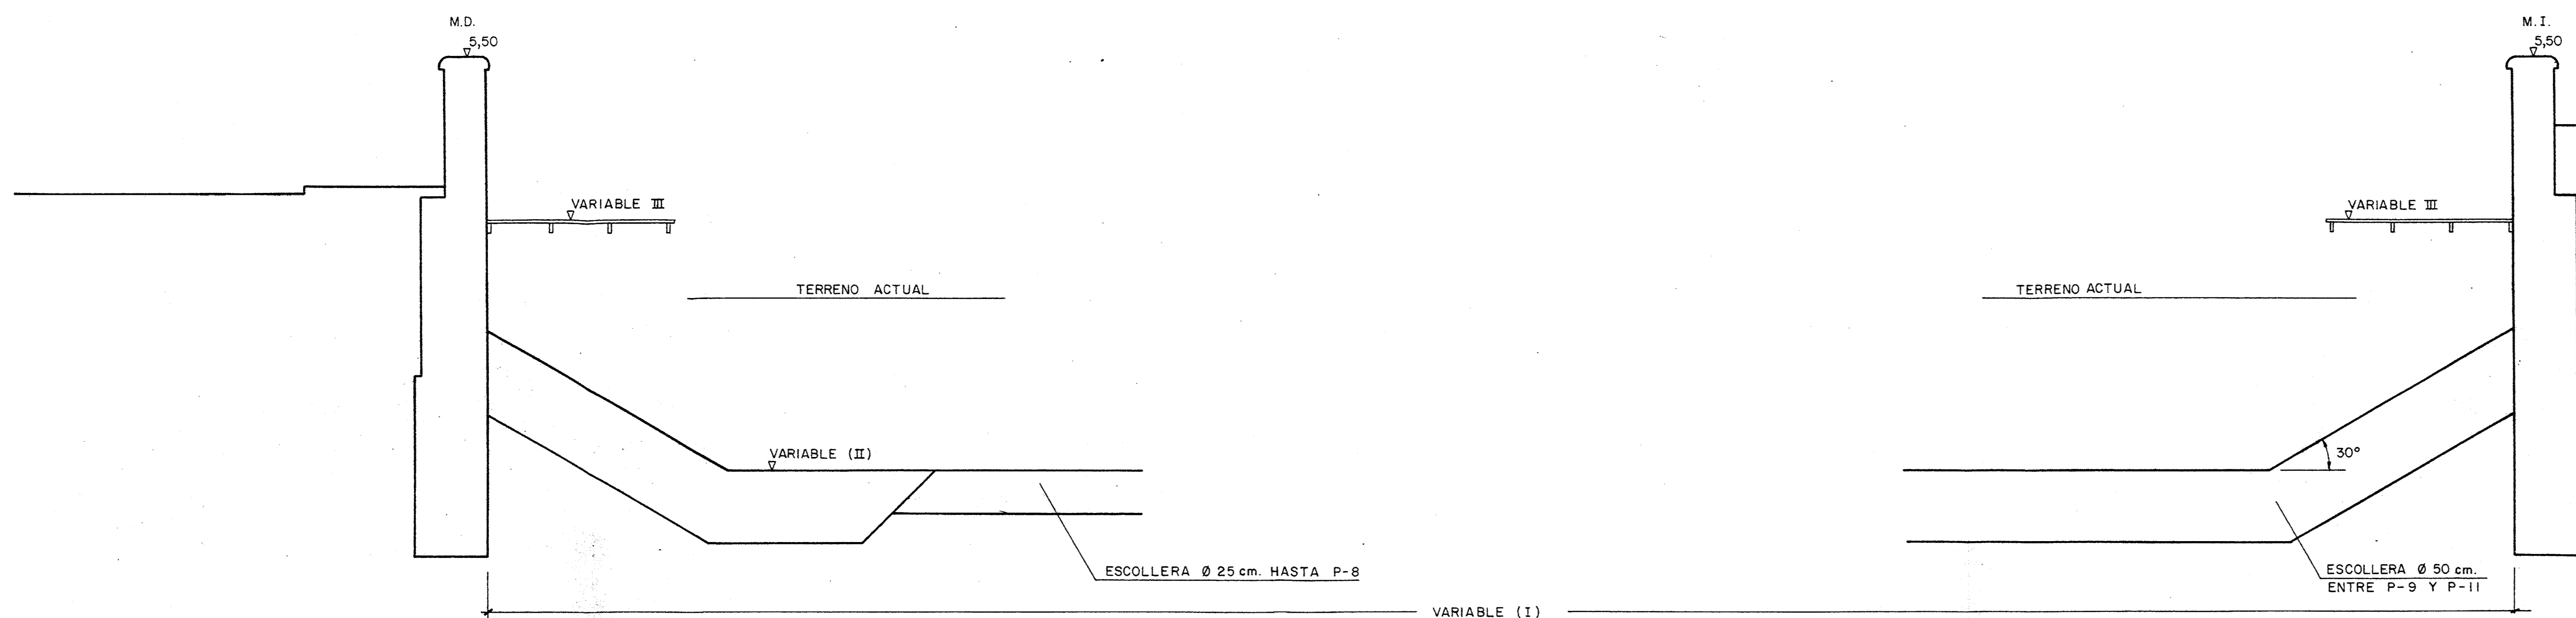 M.D.
5,50
M.I.
5,50
VARIABLE III
VARIABLE III
TERRENO ACTUAL
TERRENO ACTUAL
VARIABLE (II)
30°
ESCOLLERA Ø 25 cm. HASTA P-8
ESCOLLERA Ø 50 cm.
ENTRE P-9 Y P-11
VARIABLE (I)